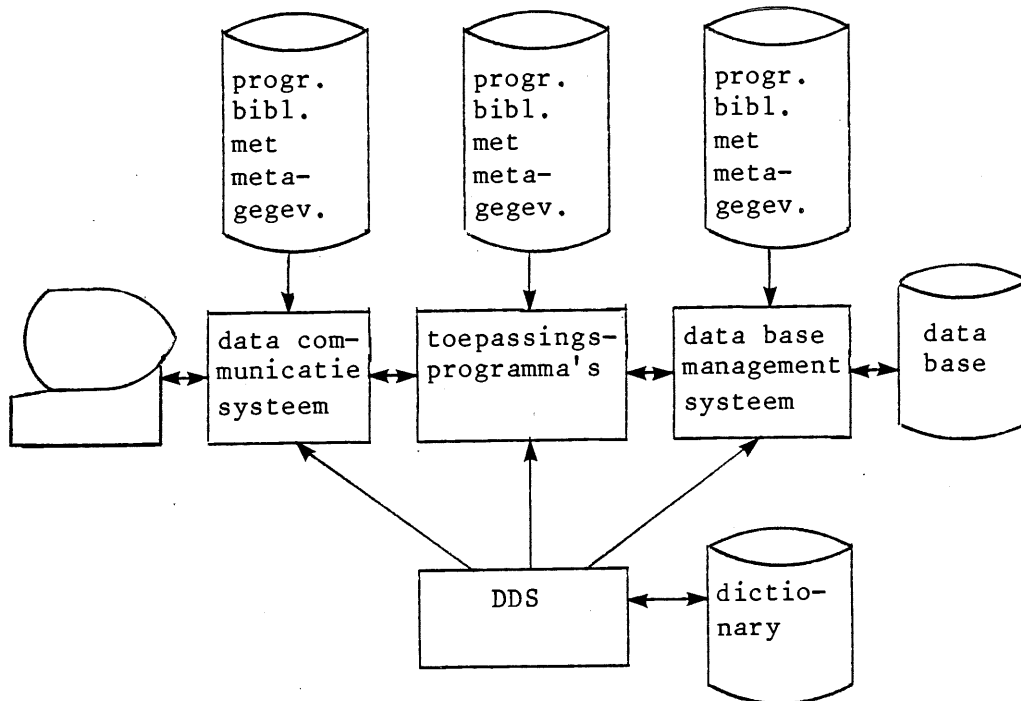 progr.
bibl.
met
meta-
gegev.
progr.
bibl.
met
meta-
gegev.
progr.
bibl.
met
meta-
gegev.
data com-
municatie
systeem
toepassings-
programma's
data base
management
systeem
data
base
DDS
dictio-
nary